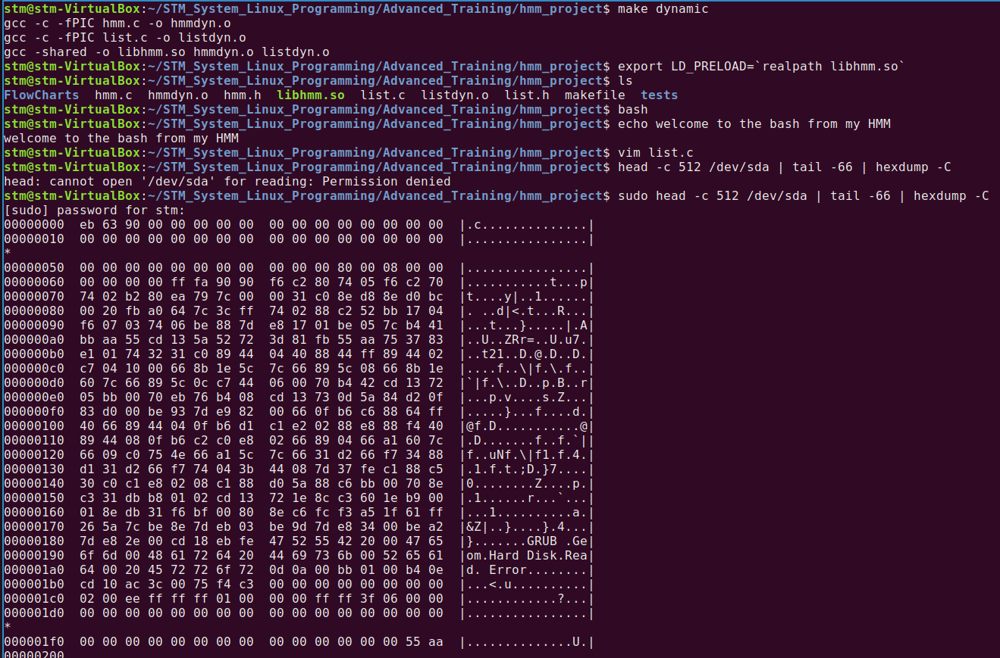 stm@stm-VirtualBox:~/STM_System_Linux_Programming/Advanced_Training/hmm_project$ make dynamic
gcc -c -fPIC hmm.c -o hmmdyn.o
gcc -c -fPIC list.c -o listdyn.o
gcc -shared -o libhmm.so hmmdyn.o listdyn.o
stm@stm-VirtualBox:~/STM_System_Linux_Programming/Advanced_Training/hmm_project$ export LD_PRELOAD=`realpath libhmm.so`
stm@stm-VirtualBox:~/STM_System_Linux_Programming/Advanced_Training/hmm_project$ ls
FlowCharts  hmm.c  hmmdyn.o  hmm.h  libhmm.so  list.c  listdyn.o  list.h  makefile  tests
stm@stm-VirtualBox:~/STM_System_Linux_Programming/Advanced_Training/hmm_project$ bash
stm@stm-VirtualBox:~/STM_System_Linux_Programming/Advanced_Training/hmm_project$ echo welcome to the bash from my HMM
welcome to the bash from my HMM
stm@stm-VirtualBox:~/STM_System_Linux_Programming/Advanced_Training/hmm_project$ vim list.c
stm@stm-VirtualBox:~/STM_System_Linux_Programming/Advanced_Training/hmm_project$ head -c 512 /dev/sda | tail -66 | hexdump -C
head: cannot open '/dev/sda' for reading: Permission denied
stm@stm-VirtualBox:~/STM_System_Linux_Programming/Advanced_Training/hmm_project$ sudo head -c 512 /dev/sda | tail -66 | hexdump -C
[sudo] password for stm:
00000000  eb 63 90 00 00 00 00 00  00 00 00 00 00 00 00 00  |.c..............|
00000010  00 00 00 00 00 00 00 00  00 00 00 00 00 00 00 00  |................|
*
00000050  00 00 00 00 00 00 00 00  00 00 00 80 00 08 00 00  |................|
00000060  00 00 00 00 ff fa 90 90  f6 c2 80 74 05 f6 c2 70  |...........t...p|
00000070  74 02 b2 80 ea 79 7c 00  00 31 c0 8e d8 8e d0 bc  |t....y|..1......|
00000080  00 20 fb a0 64 7c 3c ff  74 02 88 c2 52 bb 17 04  |. ..d|<.t...R...|
00000090  f6 07 03 74 06 be 88 7d  e8 17 01 be 05 7c b4 41  |...t...}.....|.A|
000000a0  bb aa 55 cd 13 5a 52 72  3d 81 fb 55 aa 75 37 83  |..U..ZRr=..U.u7.|
000000b0  e1 01 74 32 31 c0 89 44  04 40 88 44 ff 89 44 02  |..t21..D.@.D..D.|
000000c0  c7 04 10 00 66 8b 1e 5c  7c 66 89 5c 08 66 8b 1e  |....f..\|f.\.f..|
000000d0  60 7c 66 89 5c 0c c7 44  06 00 70 b4 42 cd 13 72  |`|f.\..D..p.B..r|
000000e0  05 bb 00 70 eb 76 b4 08  cd 13 73 0d 5a 84 d2 0f  |...p.v....s.Z...|
000000f0  83 d0 00 be 93 7d e9 82  00 66 0f b6 c6 88 64 ff  |.....}...f....d.|
00000100  40 66 89 44 04 0f b6 d1  c1 e2 02 88 e8 88 f4 40  |@f.D...........@|
00000110  89 44 08 0f b6 c2 c0 e8  02 66 89 04 66 a1 60 7c  |.D.......f..f.`||
00000120  66 09 c0 75 4e 66 a1 5c  7c 66 31 d2 66 f7 34 88  |f..uNf.\|f1.f.4.|
00000130  d1 31 d2 66 f7 74 04 3b  44 08 7d 37 fe c1 88 c5  |.1.f.t.;D.}7....|
00000140  30 c0 c1 e8 02 08 c1 88  d0 5a 88 c6 bb 00 70 8e  |0........Z....p.|
00000150  c3 31 db b8 01 02 cd 13  72 1e 8c c3 60 1e b9 00  |.1......r...`...|
00000160  01 8e db 31 f6 bf 00 80  8e c6 fc f3 a5 1f 61 ff  |...1..........a.|
00000170  26 5a 7c be 8e 7d eb 03  be 9d 7d e8 34 00 be a2  |&Z|..}....}.4...|
00000180  7d e8 2e 00 cd 18 eb fe  47 52 55 42 20 00 47 65  |}.......GRUB .Ge|
00000190  6f 6d 00 48 61 72 64 20  44 69 73 6b 00 52 65 61  |om.Hard Disk.Rea|
000001a0  64 00 20 45 72 72 6f 72  0d 0a 00 bb 01 00 b4 0e  |d. Error........|
000001b0  cd 10 ac 3c 00 75 f4 c3  00 00 00 00 00 00 00 00  |...<.u..........|
000001c0  02 00 ee ff ff ff 01 00  00 00 ff ff 3f 06 00 00  |............?...|
000001d0  00 00 00 00 00 00 00 00  00 00 00 00 00 00 00 00  |................|
*
000001f0  00 00 00 00 00 00 00 00  00 00 00 00 00 00 55 aa  |..............U.|
00000200